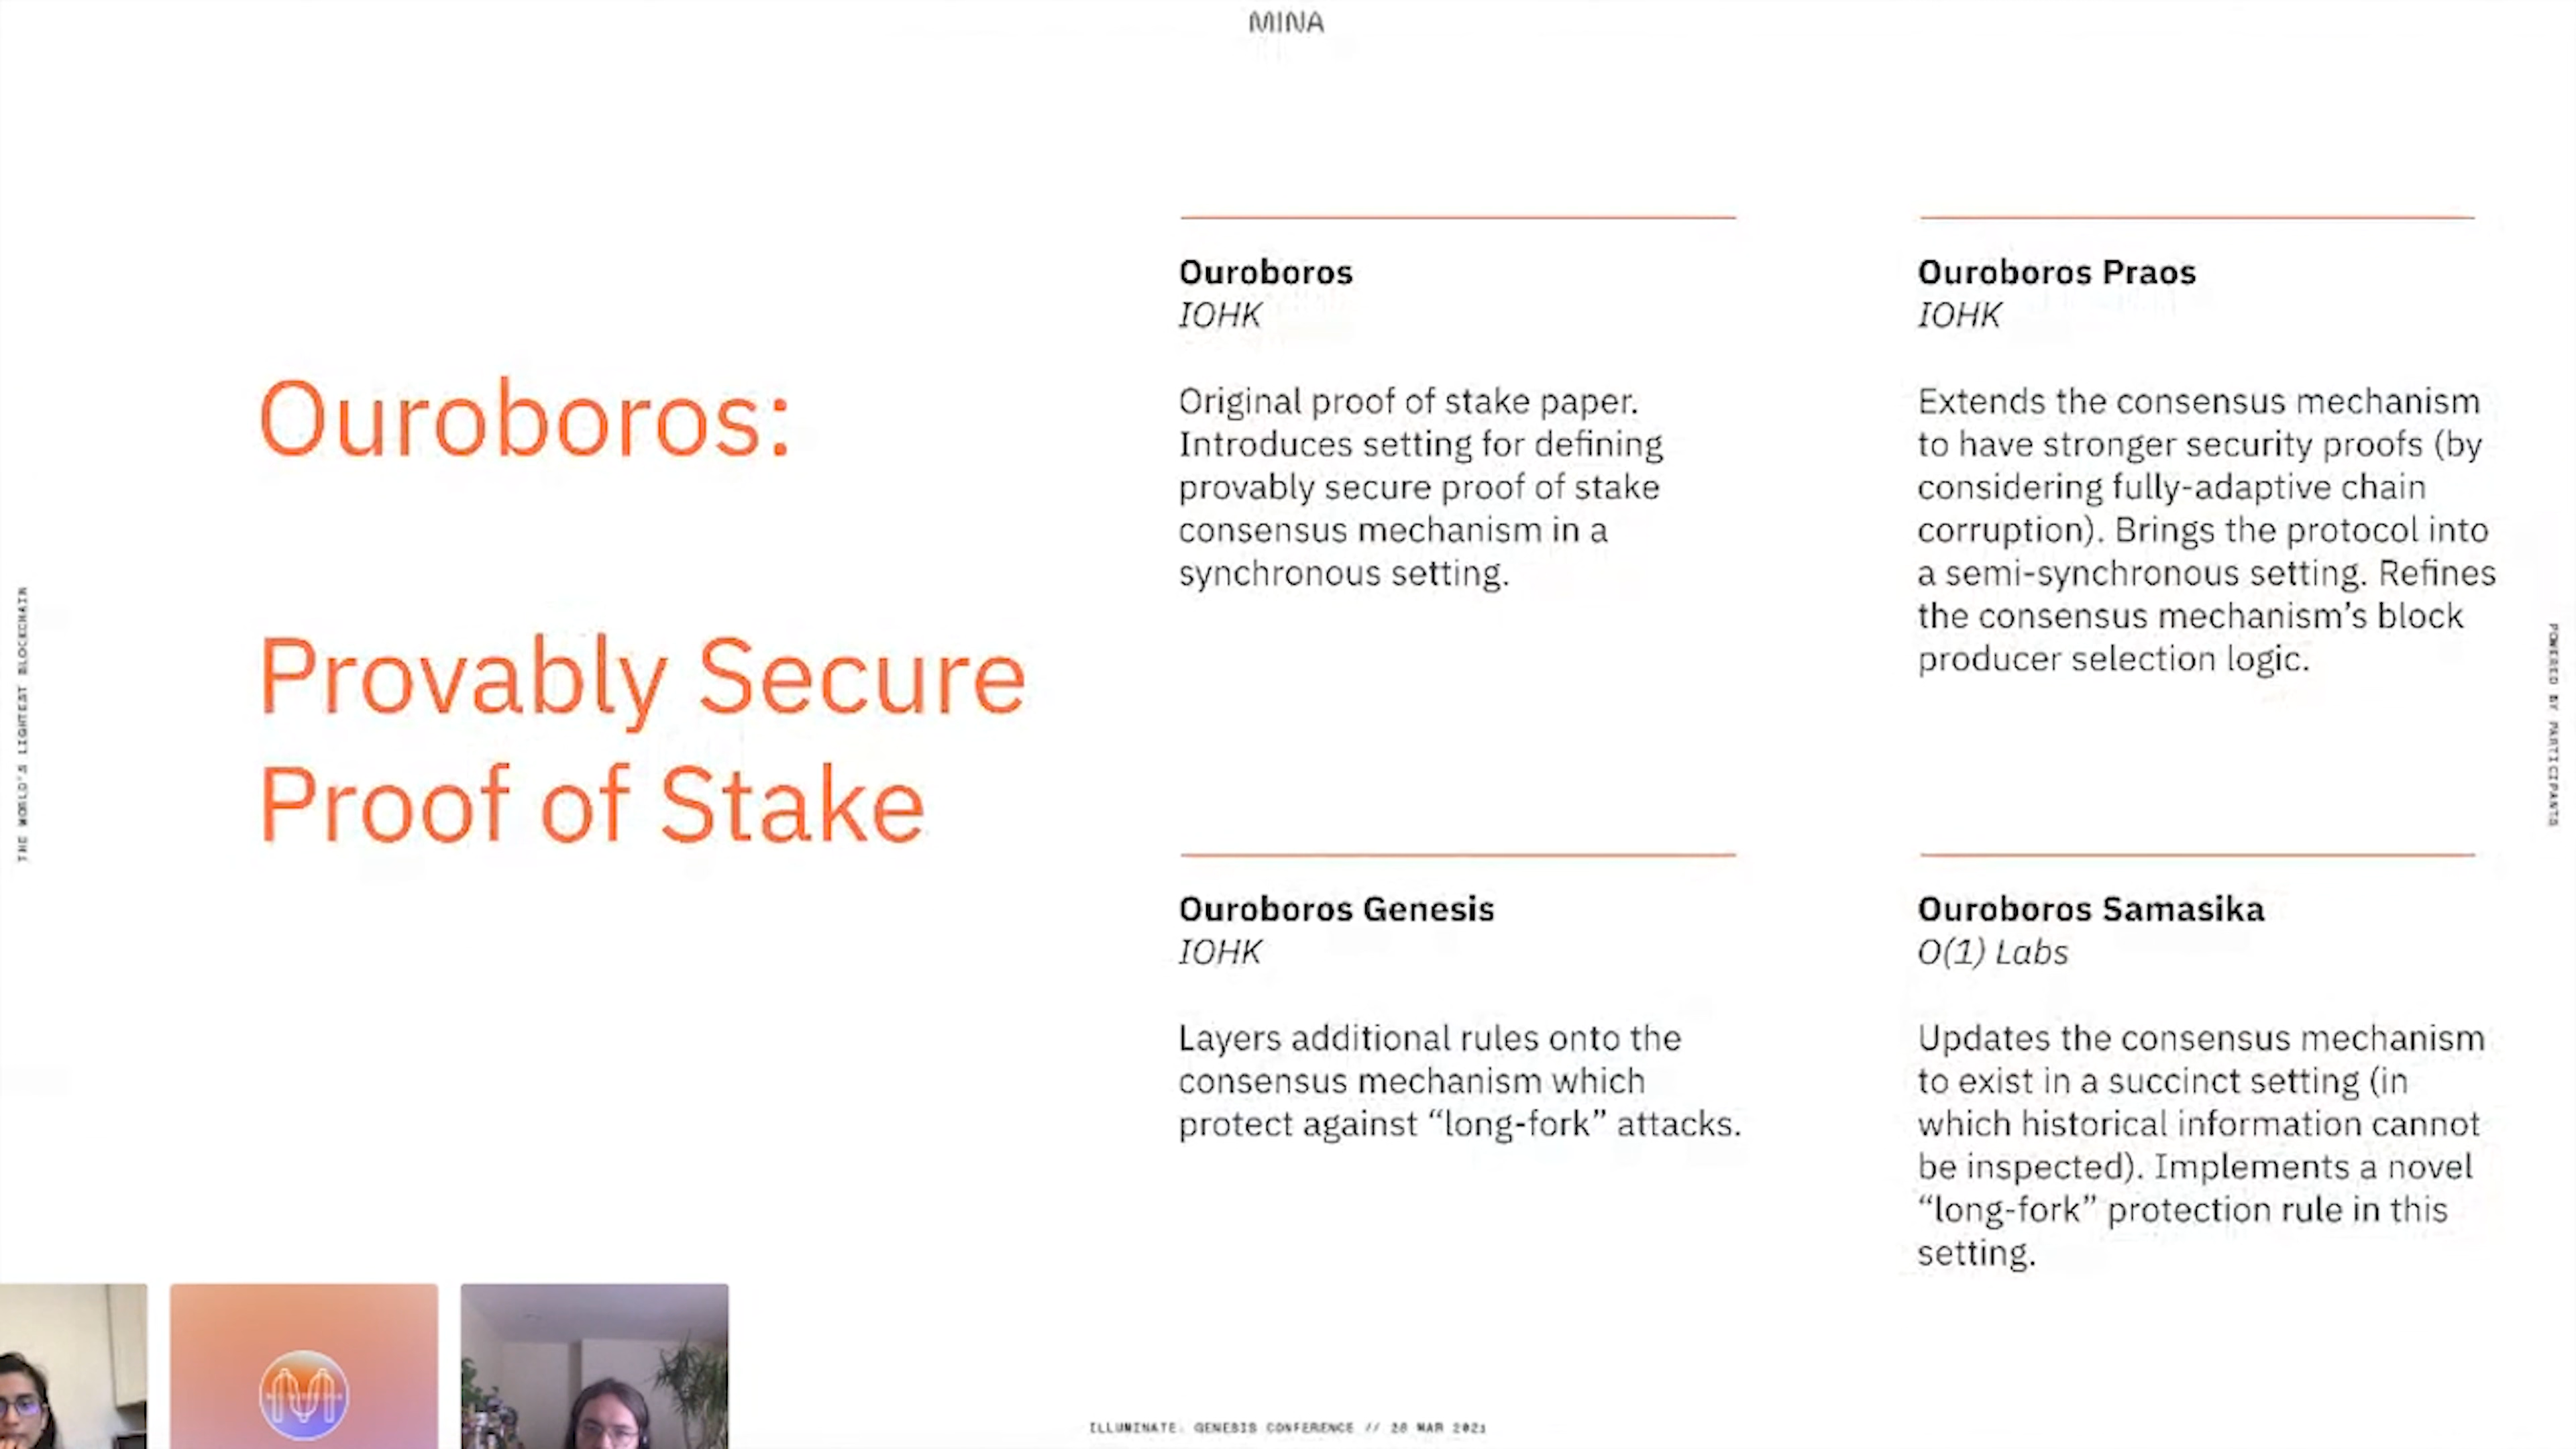 MINA
Ouroboros:
Provably Secure
Proof of Stake
Ouroboros
IOHK
Original proof of stake paper.
Introduces setting for defining
provably secure proof of stake
consensus mechanism in a
synchronous setting.
Ouroboros Praos
IOHK
Extends the consensus mechanism
to have stronger security proofs (by
considering fully-adaptive chain
corruption). Brings the protocol into
a semi-synchronous setting. Refines
the consensus mechanism’s block
producer selection logic.
Ouroboros Genesis
IOHK
Layers additional rules onto the
consensus mechanism which
protect against “long-fork” attacks.
Ouroboros Samasika
O(1) Labs
Updates the consensus mechanism
to exist in a succinct setting (in
which historical information cannot
be inspected). Implements a novel
“long-fork” protection rule in this
setting.
THE WORLD'S LIGHTEST BLOCKCHAIN
POWERED BY PARTICIPANTS
ILLUMINATE: GENESIS CONFERENCE // 26 MAR 2021